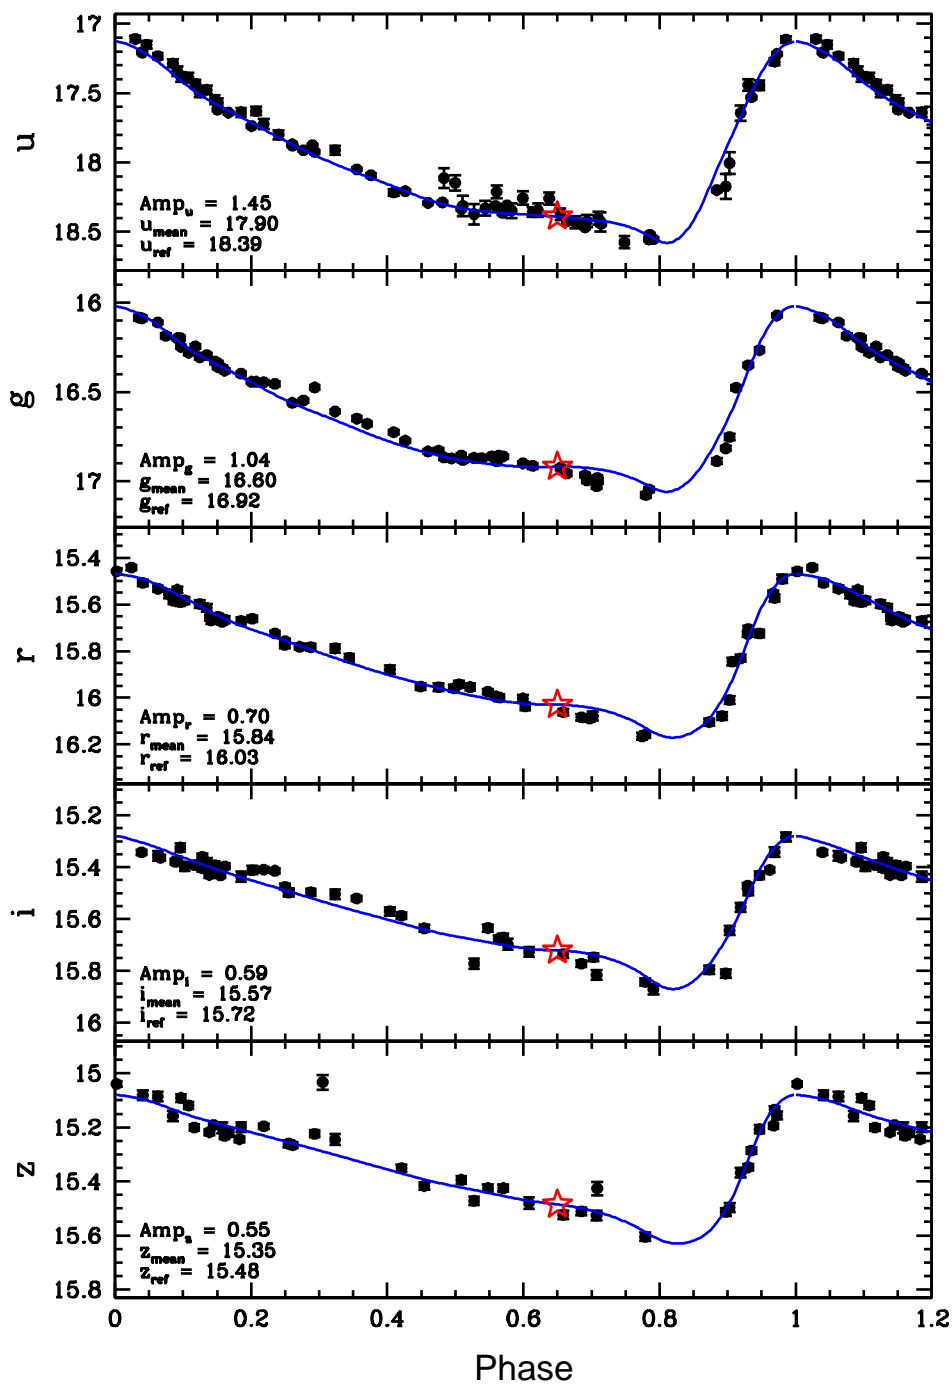 17
17.5
18
18.5
u
Amp_u = 1.45
u_mean = 17.90
u_ref = 18.39
16
16.5
17
g
Amp_g = 1.04
g_mean = 16.60
g_ref = 16.92
15.4
15.6
15.8
16
16.2
r
Amp_r = 0.70
r_mean = 15.84
r_ref = 16.03
15.2
15.4
15.6
15.8
16
i
Amp_i = 0.59
i_mean = 15.57
i_ref = 15.72
15
15.2
15.4
15.6
15.8
z
Amp_z = 0.55
z_mean = 15.35
z_ref = 15.48
0 0.2 0.4 0.6 0.8 1 1.2
Phase